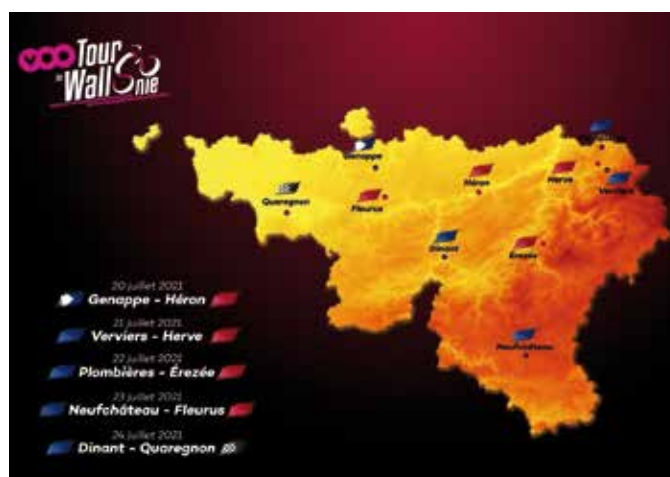 VOO Tour
de
Wallonie
Genappe
Héron
Herve
Verviers
Quaregnon
Fleurus
Dinant
Érezée
Neufchâteau
20 juillet 2021
Genappe - Héron
21 juillet 2021
Verviers - Herve
22 juillet 2021
Plombières - Érezée
23 juillet 2021
Neufchâteau - Fleurus
24 juillet 2021
Dinant - Quaregnon